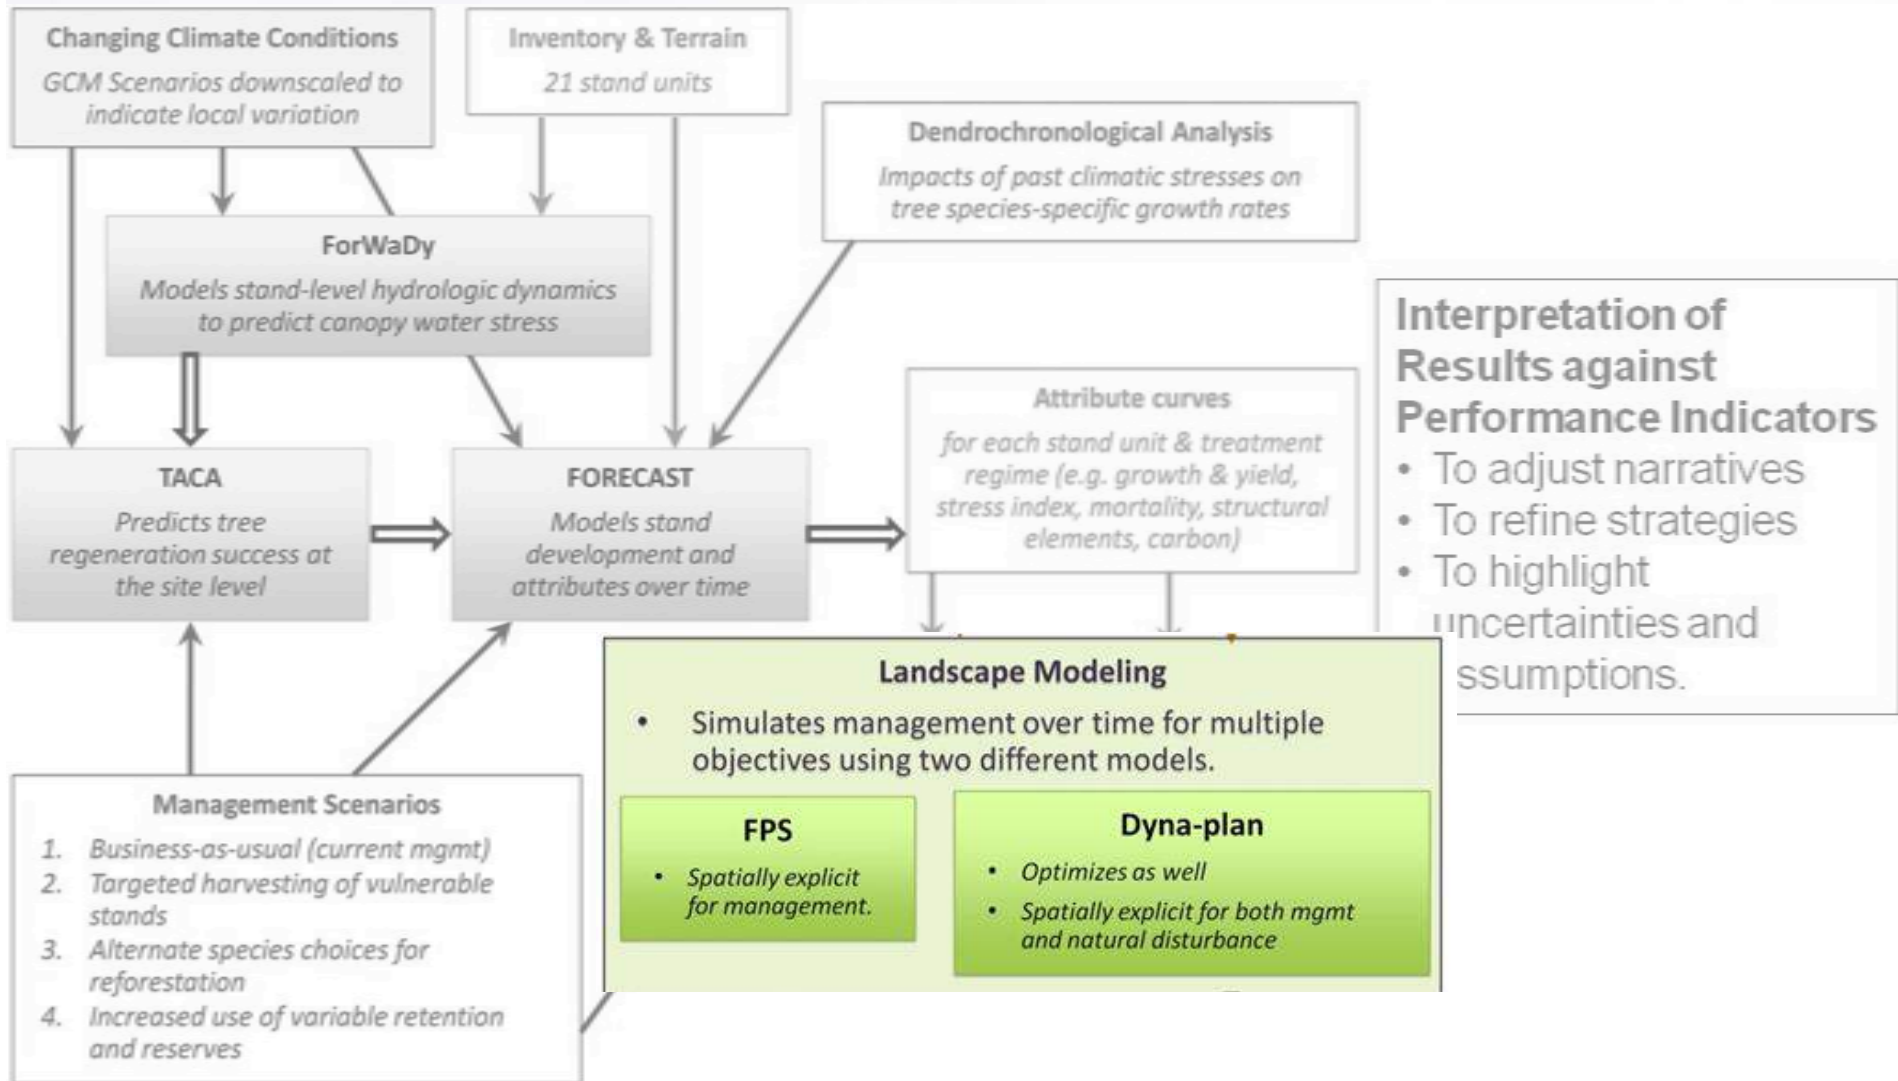 Changing Climate Conditions
GCM Scenarios downscaled to
indicate local variation
Inventory & Terrain
21 stand units
Dendrochronological Analysis
Impacts of past climatic stresses on
tree species-specific growth rates
ForWaDy
Models stand-level hydrologic dynamics
to predict canopy water stress
TACA
Predicts tree
regeneration success at
the site level
FORECAST
Models stand
development and
attributes over time
Attribute curves
for each stand unit & treatment
regime (e.g. growth & yield,
stress index, mortality, structural
elements, carbon)
Interpretation of
Results against
Performance Indicators
• To adjust narratives
• To refine strategies
• To highlight
uncertainties and
ssumptions.
Landscape Modeling
• Simulates management over time for multiple
objectives using two different models.
FPS
• Spatially explicit
for management.
Dyna-plan
• Optimizes as well
• Spatially explicit for both mgmt
and natural disturbance
Management Scenarios
1. Business-as-usual (current mgmt)
2. Targeted harvesting of vulnerable
stands
3. Alternate species choices for
reforestation
4. Increased use of variable retention
and reserves